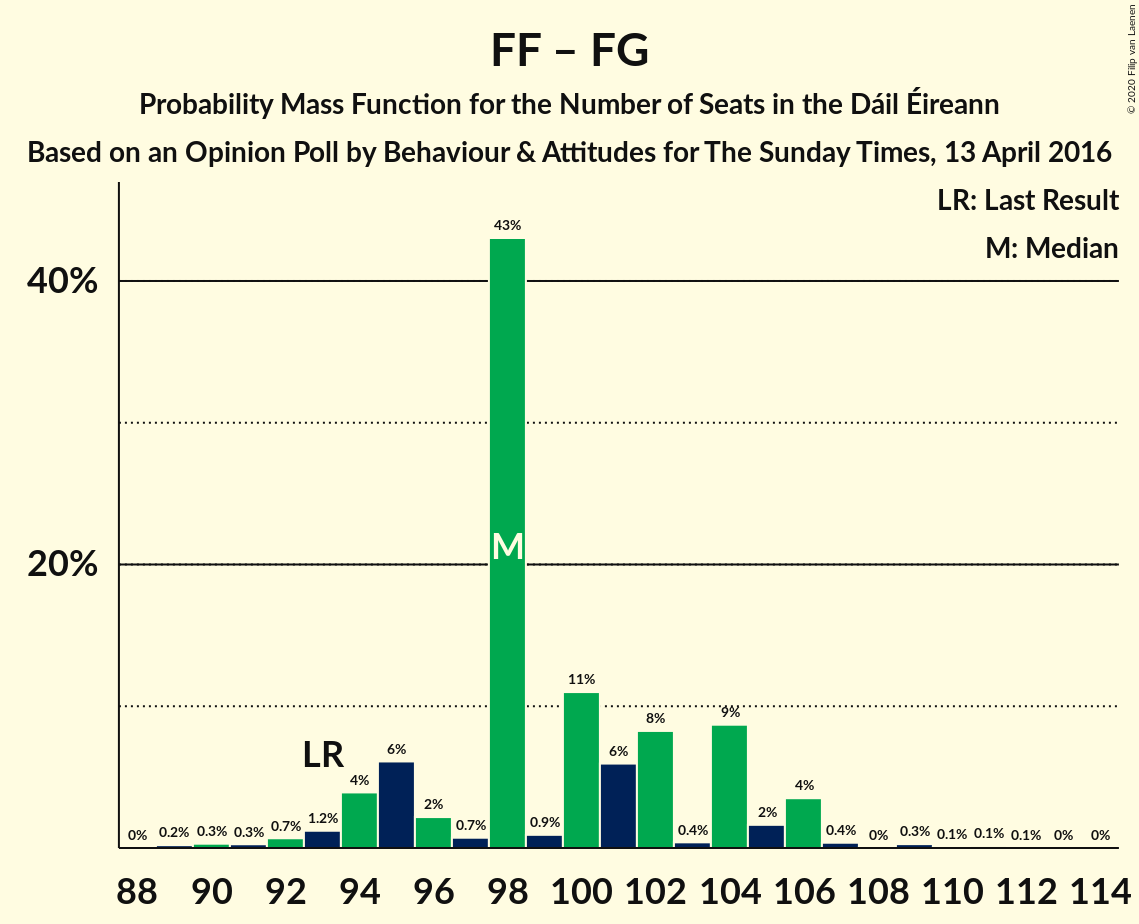 FF – FG
Probability Mass Function for the Number of Seats in the Dáil Éireann
Based on an Opinion Poll by Behaviour & Attitudes for The Sunday Times, 13 April 2016
© 2020 Filip van Laenen
LR: Last Result
M: Median
40%
20%
43%
M
LR
0% 0.2% 0.3% 0.3% 0.7% 1.2% 4% 6% 2% 0.7% 0.9% 11% 6% 8% 0.4% 9% 2% 4% 0.4% 0% 0.3% 0.1% 0.1% 0.1% 0% 0%
88 90 92 94 96 98 100 102 104 106 108 110 112 114